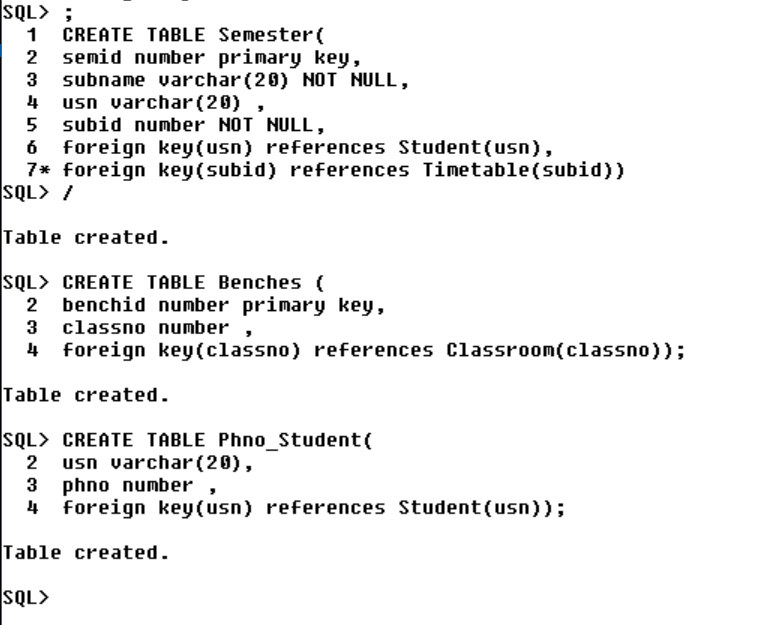 SQL> ;
1 CREATE TABLE Semester(
2 semid number primary key,
3 subname varchar(20) NOT NULL,
4 usn varchar(20) ,
5 subid number NOT NULL,
6 foreign key(usn) references Student(usn),
7* foreign key(subid) references Timetable(subid))
SQL> /
Table created.
SQL> CREATE TABLE Benches (
2 benchid number primary key,
3 classno number ,
4 foreign key(classno) references Classroom(classno));
Table created.
SQL> CREATE TABLE Phno_Student(
2 usn varchar(20),
3 phno number ,
4 foreign key(usn) references Student(usn));
Table created.
SQL>